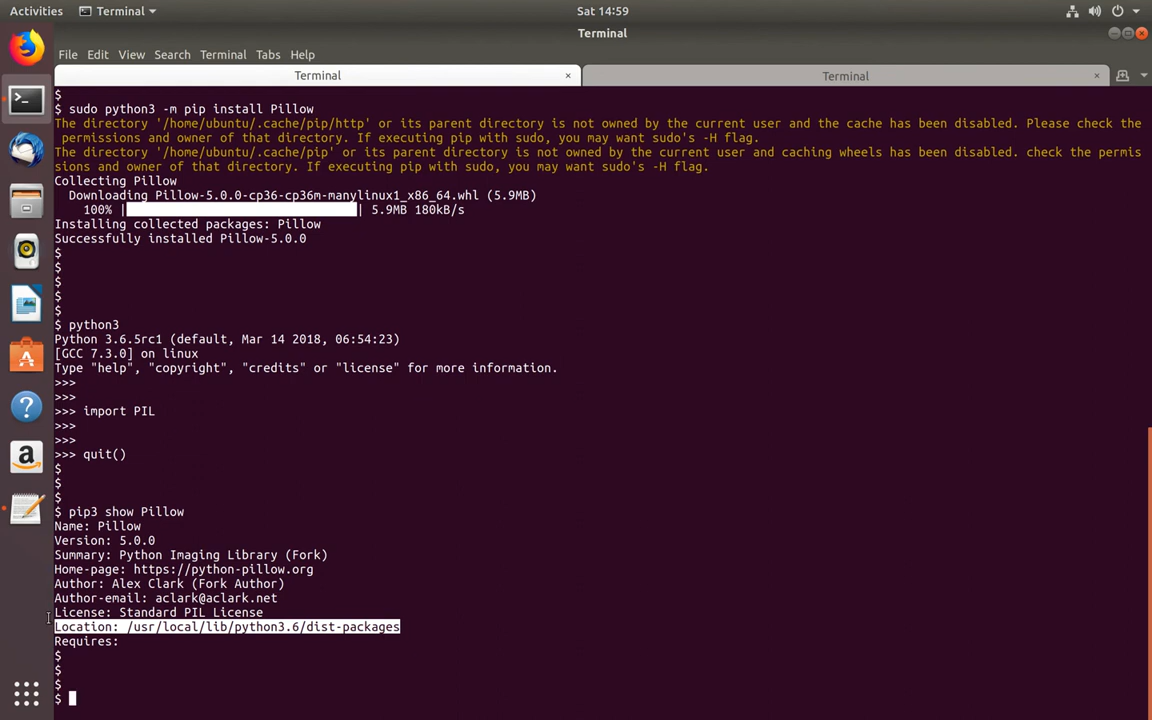 Activities
Terminal
Sat 14:59
Terminal
File Edit View Search Terminal Tabs Help
Terminal ×
Terminal ×
$
$ sudo python3 -m pip install Pillow
The directory '/home/ubuntu/.cache/pip/http' or its parent directory is not owned by the current user and the cache has been disabled. Please check the
permissions and owner of that directory. If executing pip with sudo, you may want sudo's -H flag.
The directory '/home/ubuntu/.cache/pip' or its parent directory is not owned by the current user and caching wheels has been disabled. check the permis
sions and owner of that directory. If executing pip with sudo, you may want sudo's -H flag.
Collecting Pillow
Downloading Pillow-5.0.0-cp36-cp36m-manylinux1_x86_64.whl (5.9MB)
100% | | 5.9MB 180kB/s
Installing collected packages: Pillow
Successfully installed Pillow-5.0.0
$
$
$
$
$
$ python3
Python 3.6.5rc1 (default, Mar 14 2018, 06:54:23)
[GCC 7.3.0] on linux
Type "help", "copyright", "credits" or "license" for more information.
>>>
>>>
>>> import PIL
>>>
>>>
>>> quit()
$
$
$
$ pip3 show Pillow
Name: Pillow
Version: 5.0.0
Summary: Python Imaging Library (Fork)
Home-page: https://python-pillow.org
Author: Alex Clark (Fork Author)
Author-email: aclark@aclark.net
License: Standard PIL License
Location: /usr/local/lib/python3.6/dist-packages
Requires:
$
$
$
$